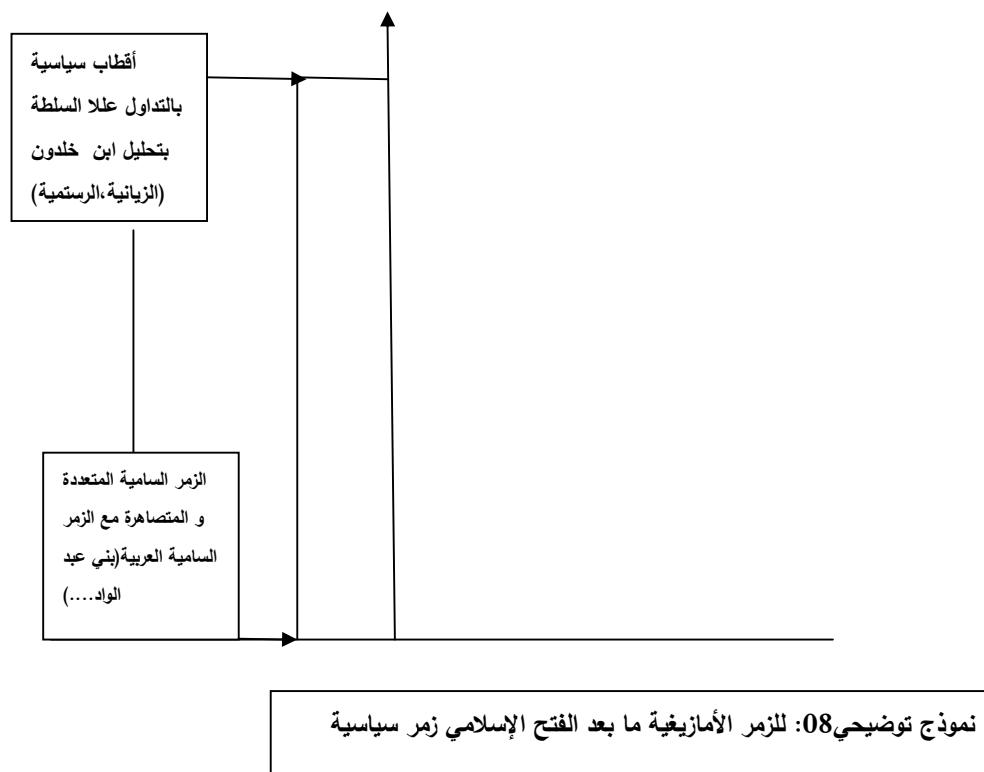 أقطاب سياسية
بالتداول عللا السلطة
بتحليل ابن خلدون
(الزيانية،الرستمية)
الزمر السامية المتعددة
و المتصاهرة مع الزمر
السامية العربية(بني عبد
الواد....)
نموذج توضيحي08: للزمر الأمازيغية ما بعد الفتح الإسلامي زمر سياسية